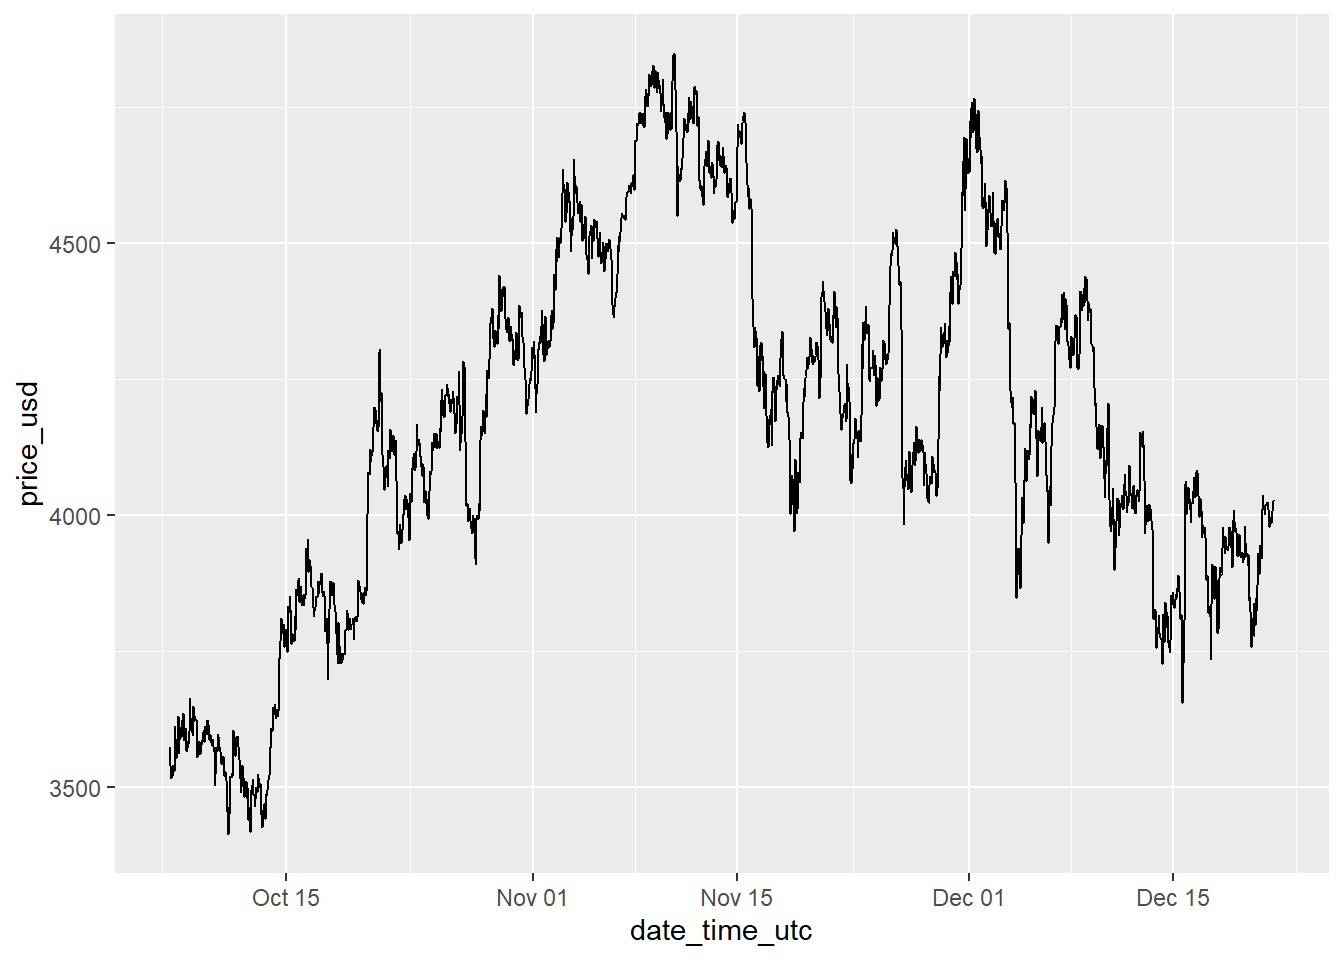 price_usd
4500
4000
3500
Oct 15
Nov 01
Nov 15
Dec 01
Dec 15
date_time_utc